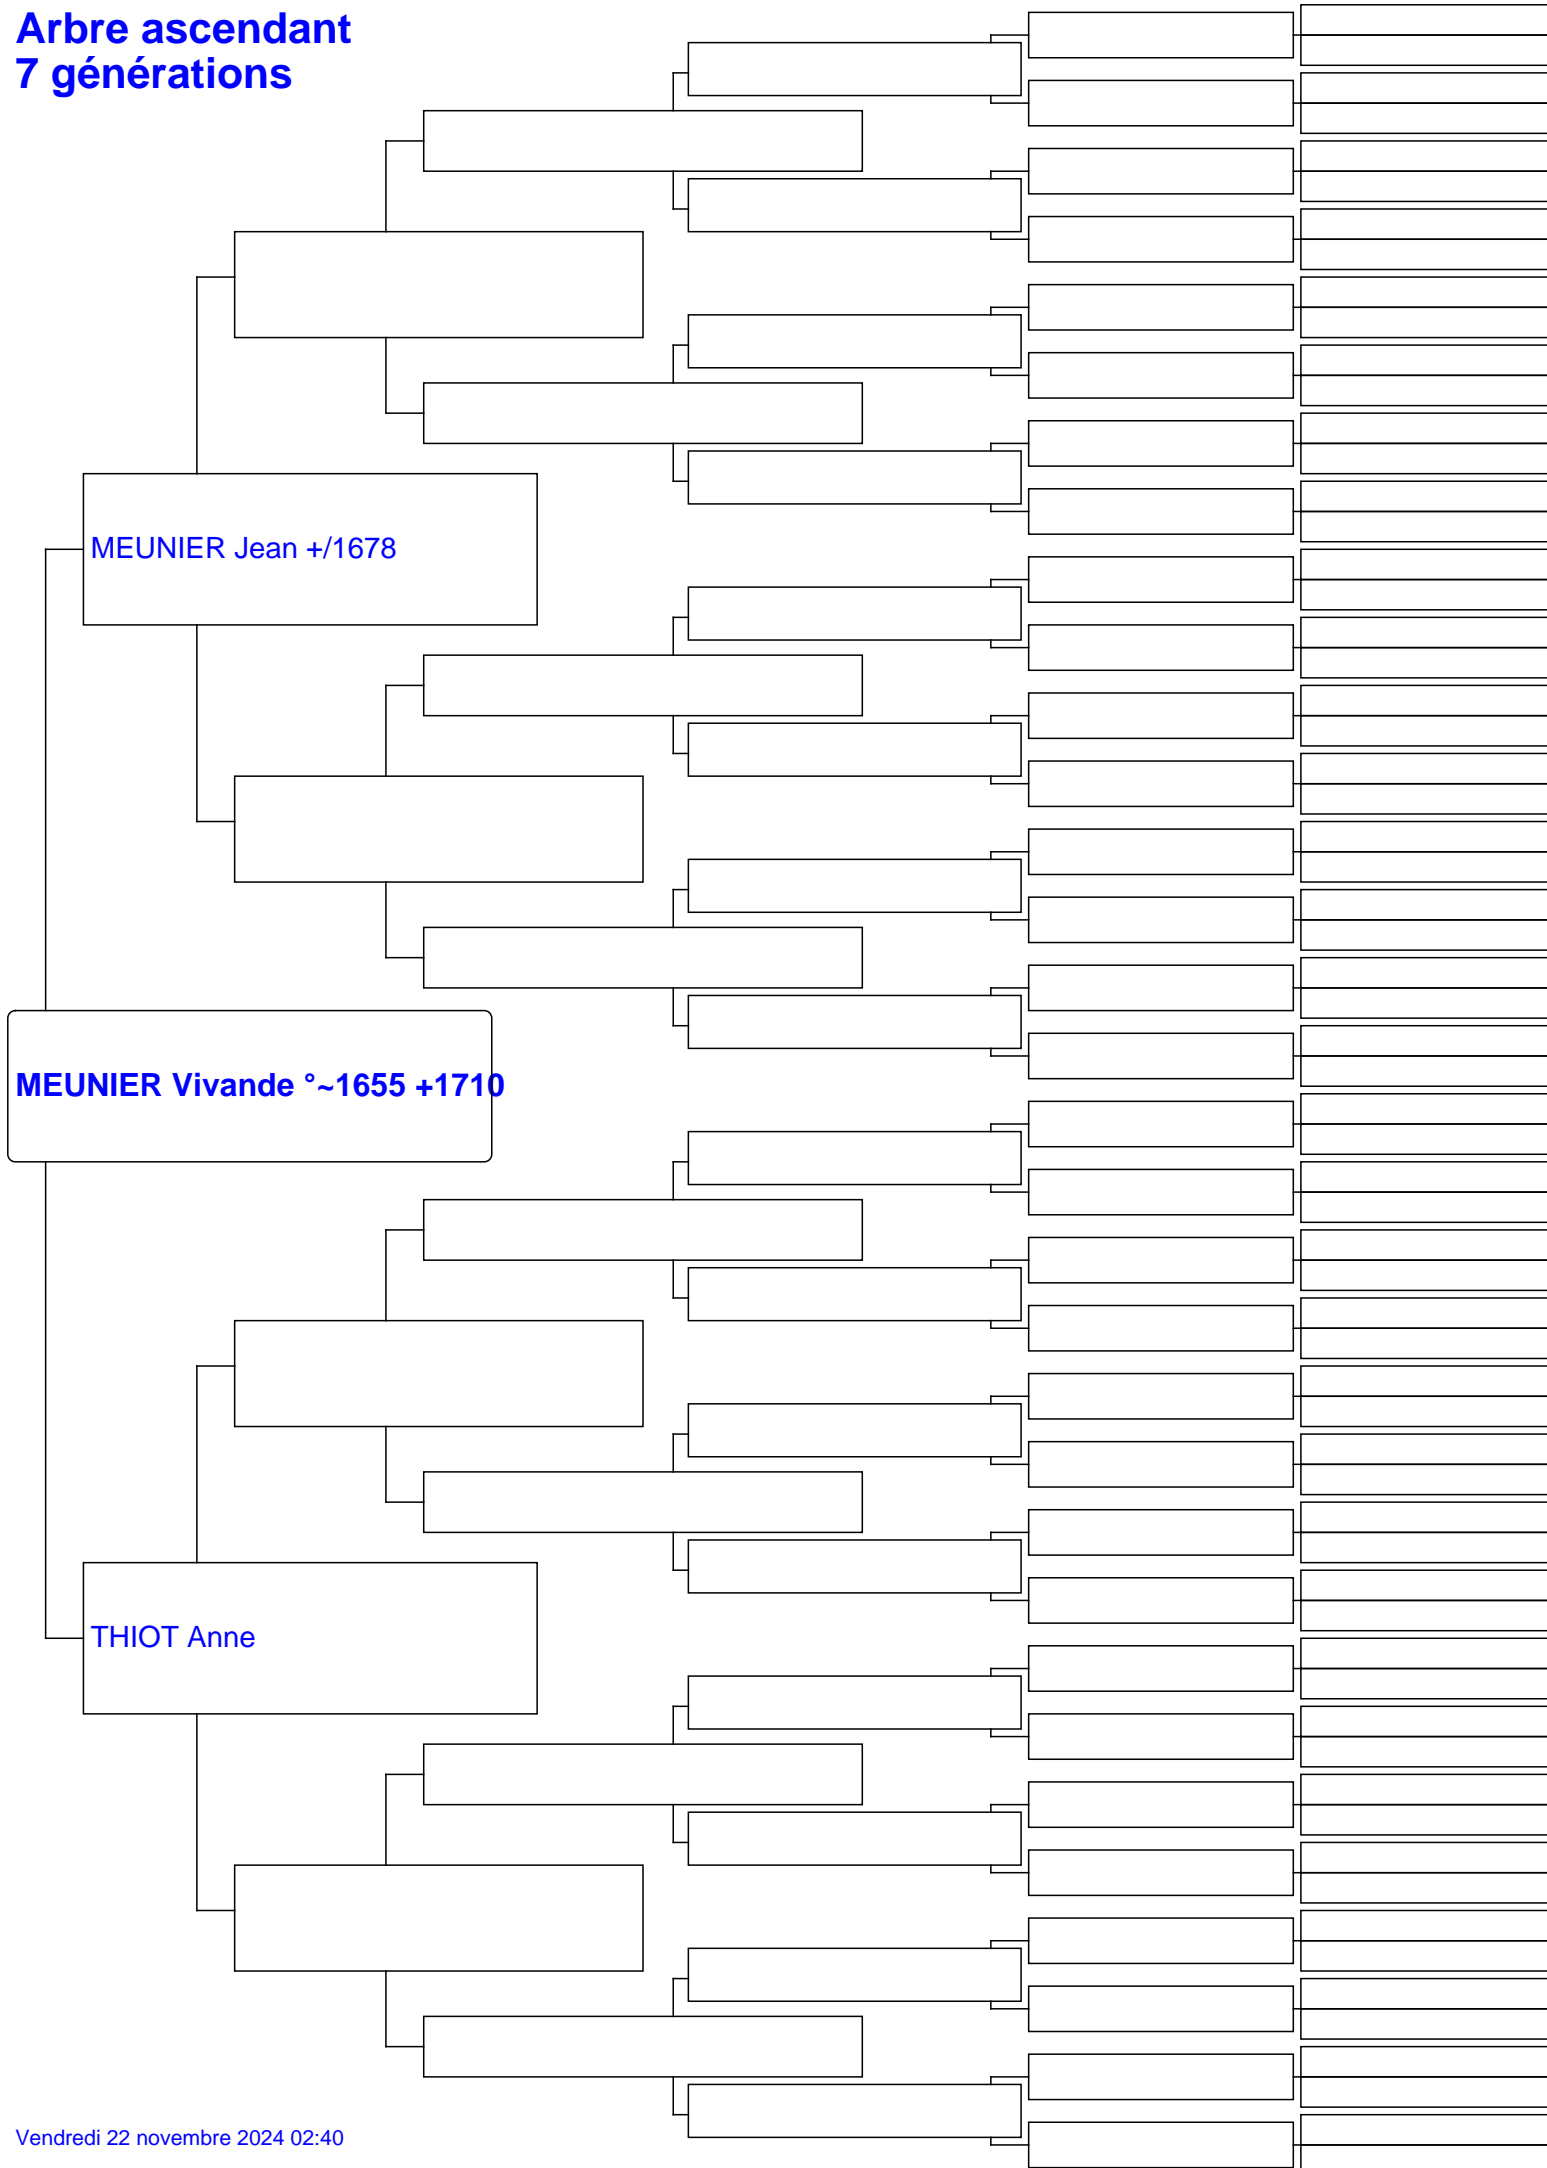 Arbre ascendant
7 générations
MEUNIER Jean +/1678
MEUNIER Vivande °~1655 +1710
THIOT Anne
Vendredi 22 novembre 2024 02:40